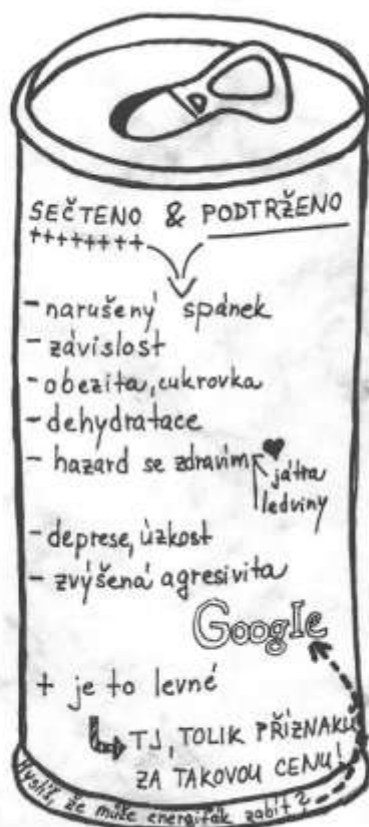 SEČTENO & PODTRŽENO
++++++++
- narušený spánek
- závislost
- obezita, cukrovka
- dehydratace
- hazard se zdravím ♥
játra
ledviny
- deprese, úzkost
- zvýšená agresivita
Google
+ je to levné
TJ, TOLIK PŘÍZNAKŮ
ZA TAKOVOU CENU!
Myslíš, že může energiťák zabít?